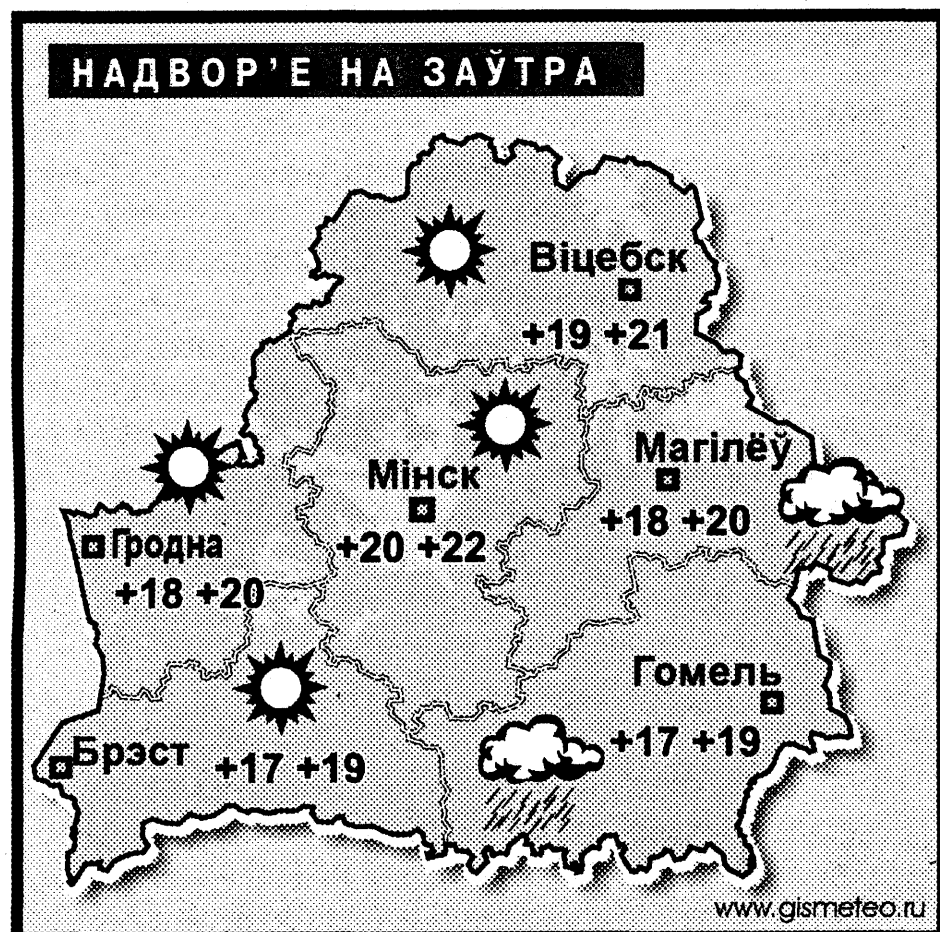 НАДВОР'Е НА ЗАЎТРА
Віцебск
+19 +21
Магілёў
+18 +20
Мінск
+20 +22
Гродна
+18 +20
Гомель
+17 +19
Брэст
+17 +19
www.gismeteo.ru